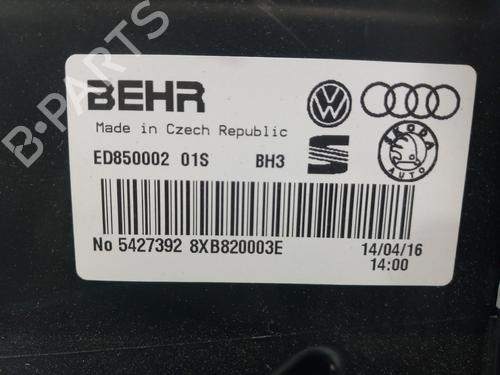 B-PARTS
BEHR
Made in Czech Republic
ED850002 01S BH3
ŠKODA
AUTO
No 5427392 8XB820003E
14/04/16
14:00